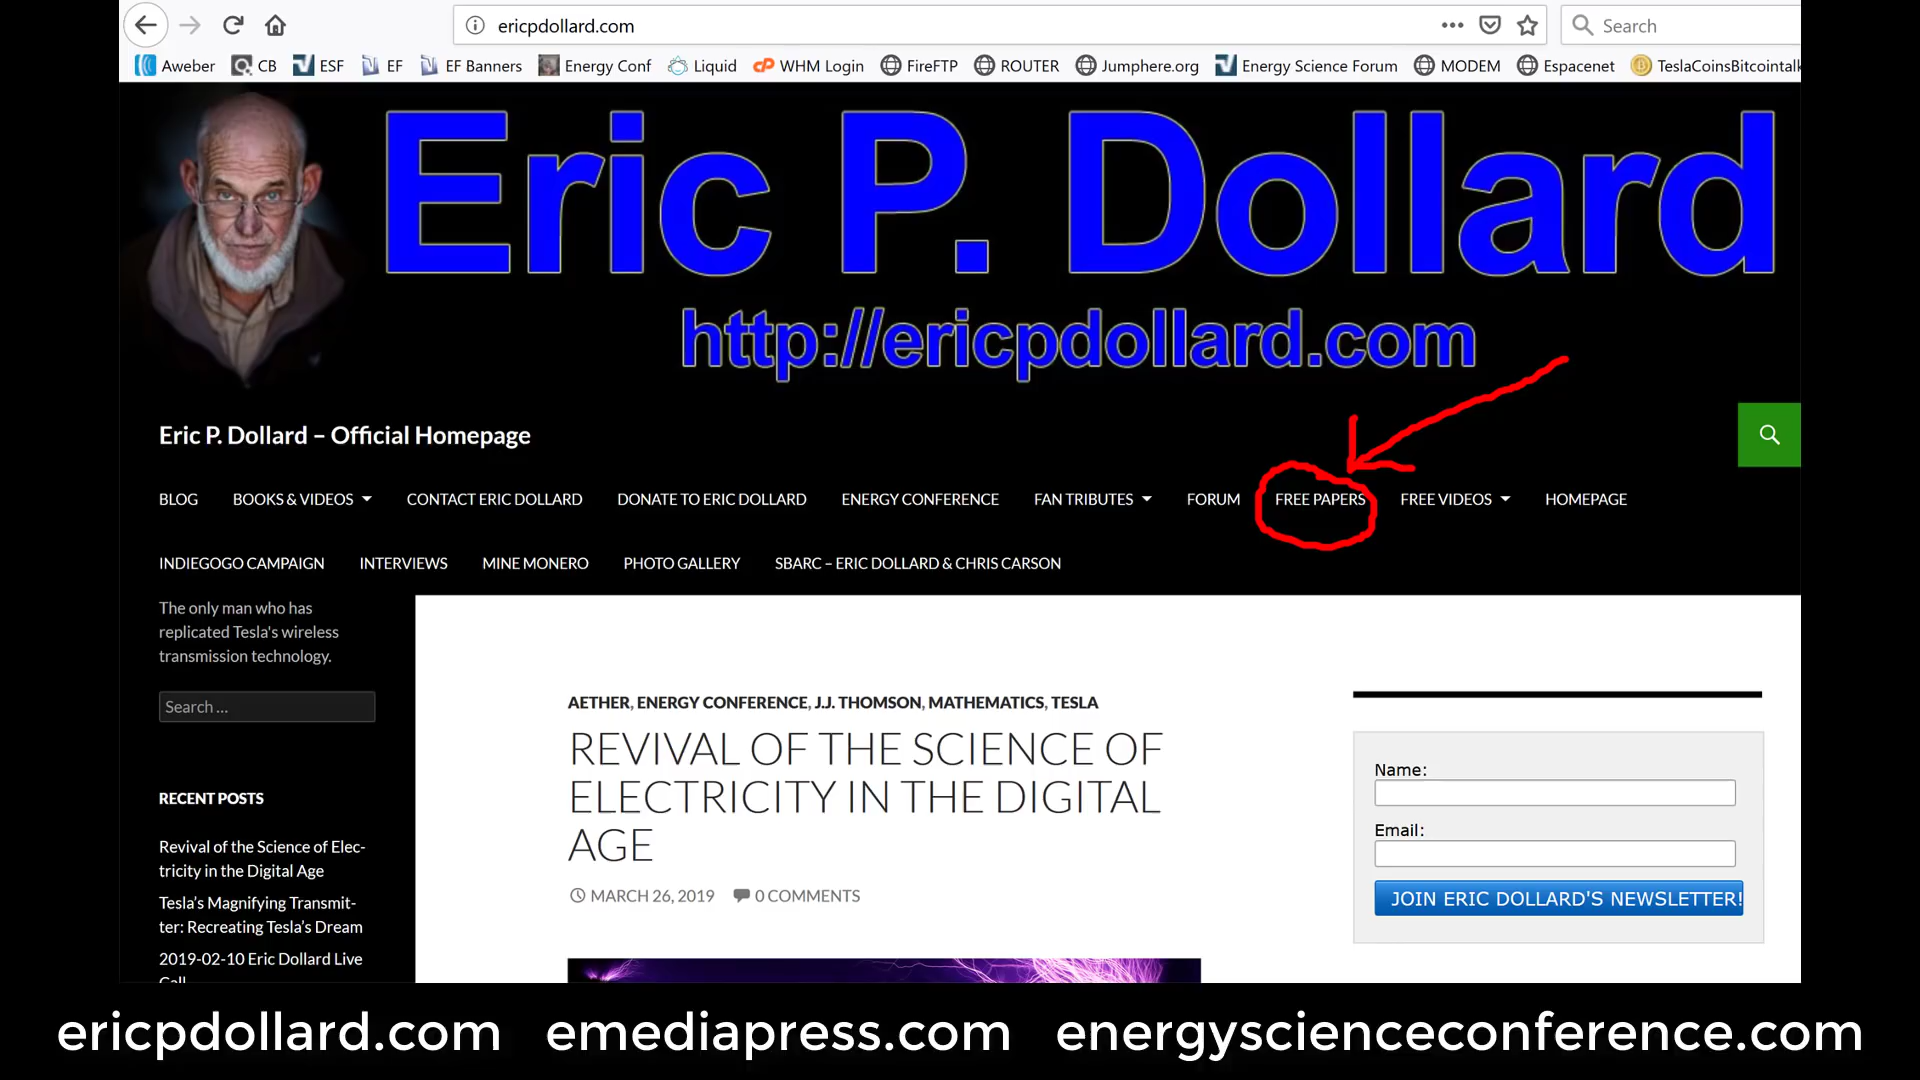 ericpdollard.com
Search
Aweber CB ESF EF EF Banners Energy Conf Liquid WHM Login FireFTP ROUTER Jumphere.org Energy Science Forum MODEM Espacenet TeslaCoinsBitcointalk
Eric P. Dollard
http://ericpdollard.com
Eric P. Dollard – Official Homepage
BLOG BOOKS & VIDEOS CONTACT ERIC DOLLARD DONATE TO ERIC DOLLARD ENERGY CONFERENCE FAN TRIBUTES FORUM FREE PAPERS FREE VIDEOS HOMEPAGE
INDIEGOGO CAMPAIGN INTERVIEWS MINE MONERO PHOTO GALLERY SBARC – ERIC DOLLARD & CHRIS CARSON
The only man who has
replicated Tesla's wireless
transmission technology.
Search ...
RECENT POSTS
Revival of the Science of Elec-
tricity in the Digital Age
Tesla's Magnifying Transmit-
ter: Recreating Tesla's Dream
2019-02-10 Eric Dollard Live
AETHER, ENERGY CONFERENCE, J.J. THOMSON, MATHEMATICS, TESLA
REVIVAL OF THE SCIENCE OF
ELECTRICITY IN THE DIGITAL
AGE
MARCH 26, 2019 0 COMMENTS
Name:
Email:
JOIN ERIC DOLLARD'S NEWSLETTER!
ericpdollard.com emediapress.com energyscienceconference.com